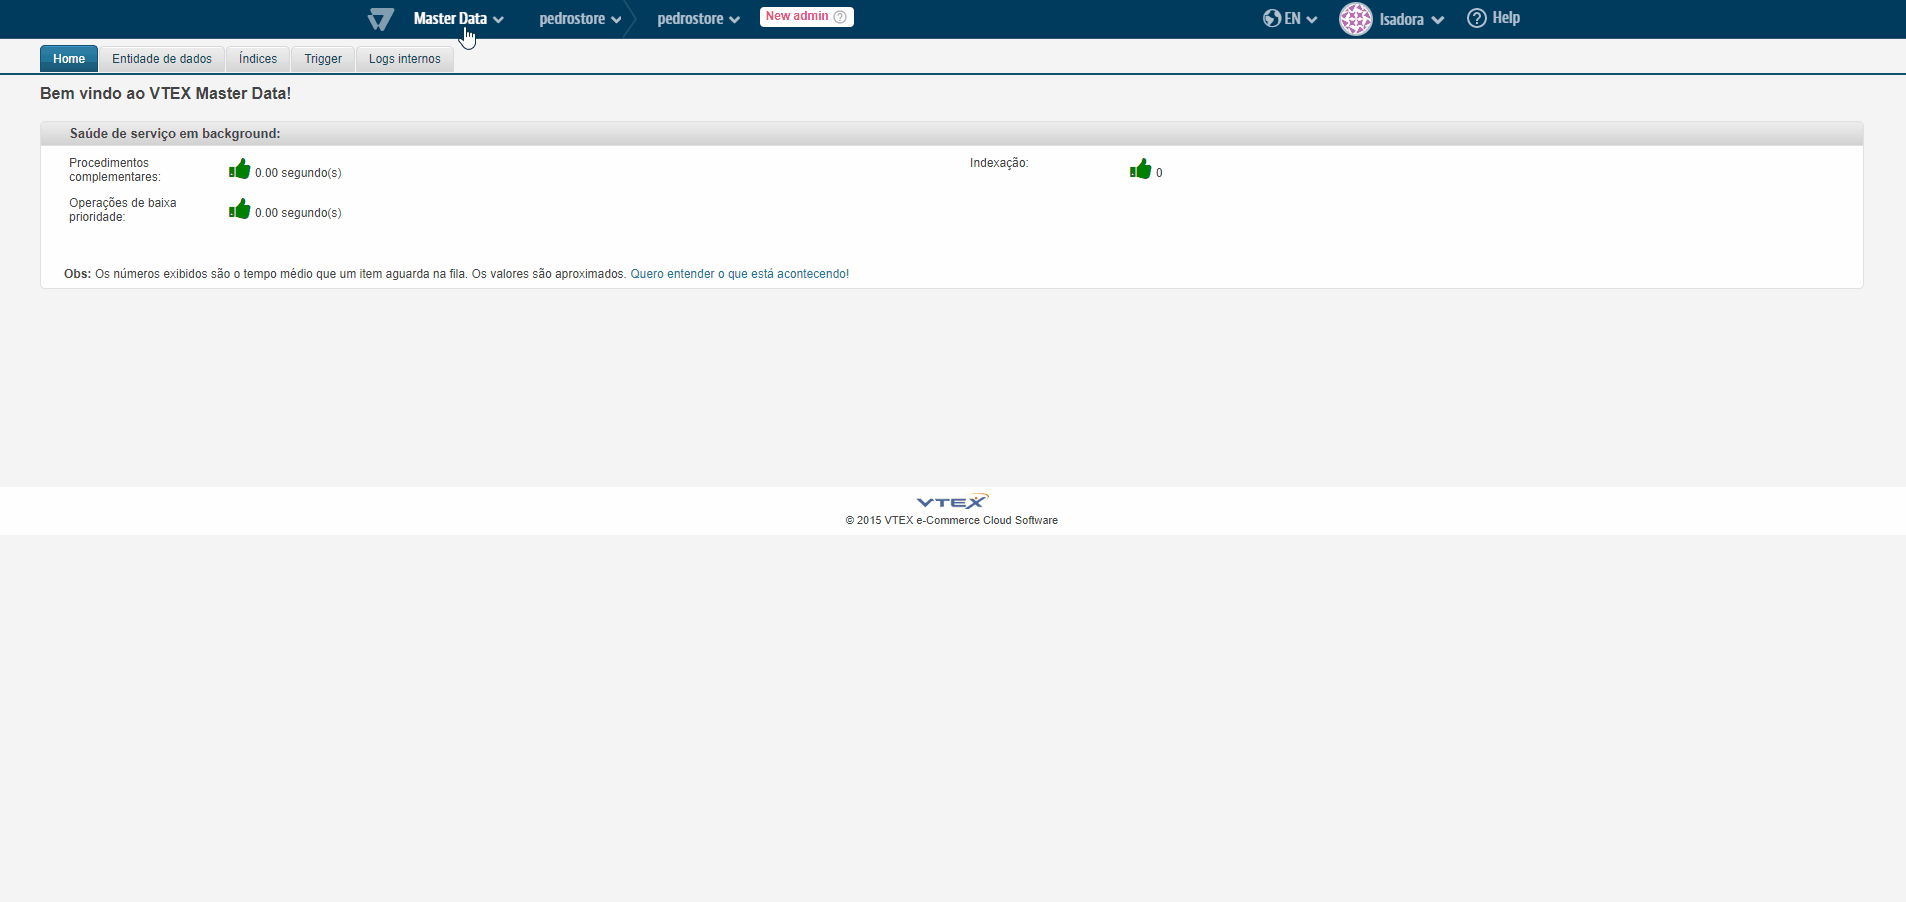 Master Data pedrostore pedrostore New admin EN Isadora Help
Home Entidade de dados Índices Trigger Logs internos
Bem vindo ao VTEX Master Data!
Saúde de serviço em background:
Procedimentos
complementares:
0.00 segundo(s)
Indexação:
0
Operações de baixa
prioridade:
0.00 segundo(s)
Obs: Os números exibidos são o tempo médio que um item aguarda na fila. Os valores são aproximados. Quero entender o que está acontecendo!
VTEX
© 2015 VTEX e-Commerce Cloud Software